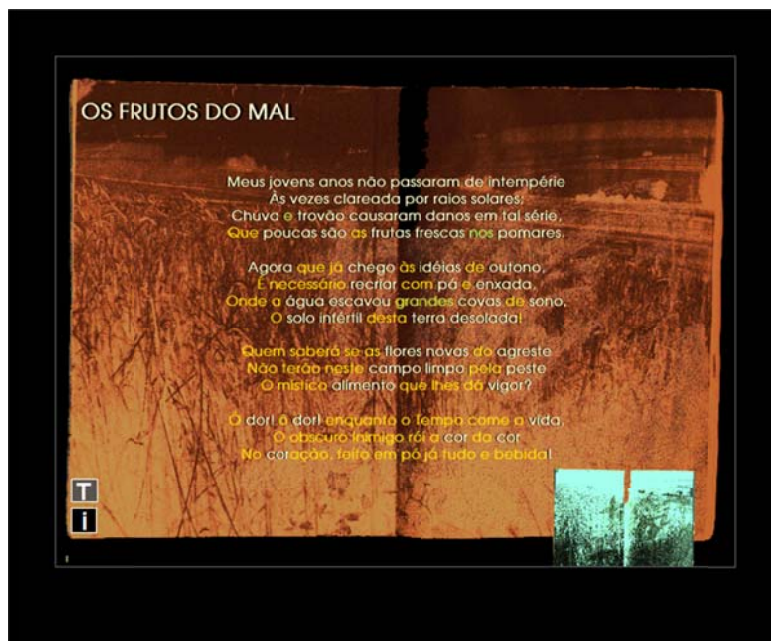 OS FRUTOS DO MAL
Meus jovens anos não passaram de intempérie
Às vezes clareada por raios solares;
Chuva e trovão causaram danos em tal série,
Que poucas são as frutas frescas nos pomares.
Agora que já chego às idéias de outono,
É necessário recriar com pá e enxada,
Onde a água escavou grandes covas de sono,
O solo infértil desta terra desolada!
Quem saberá se as flores novas do agreste
Não terão neste campo limpo pela peste
O místico alimento que lhes dá vigor?
Ó dor! ó dor! enquanto o Tempo come a vida,
O obscuro Inimigo rói a cor da cor
No coração, feito em pó já tudo e bebida!
T
i